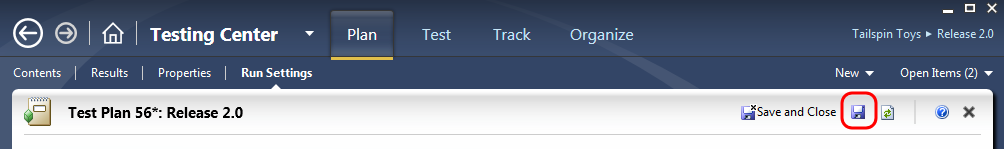 Testing Center Plan Test Track Organize Tailspin Toys ▸ Release 2.0
Contents Results Properties Run Settings New Open Items (2)
Test Plan 56*: Release 2.0 Save and Close